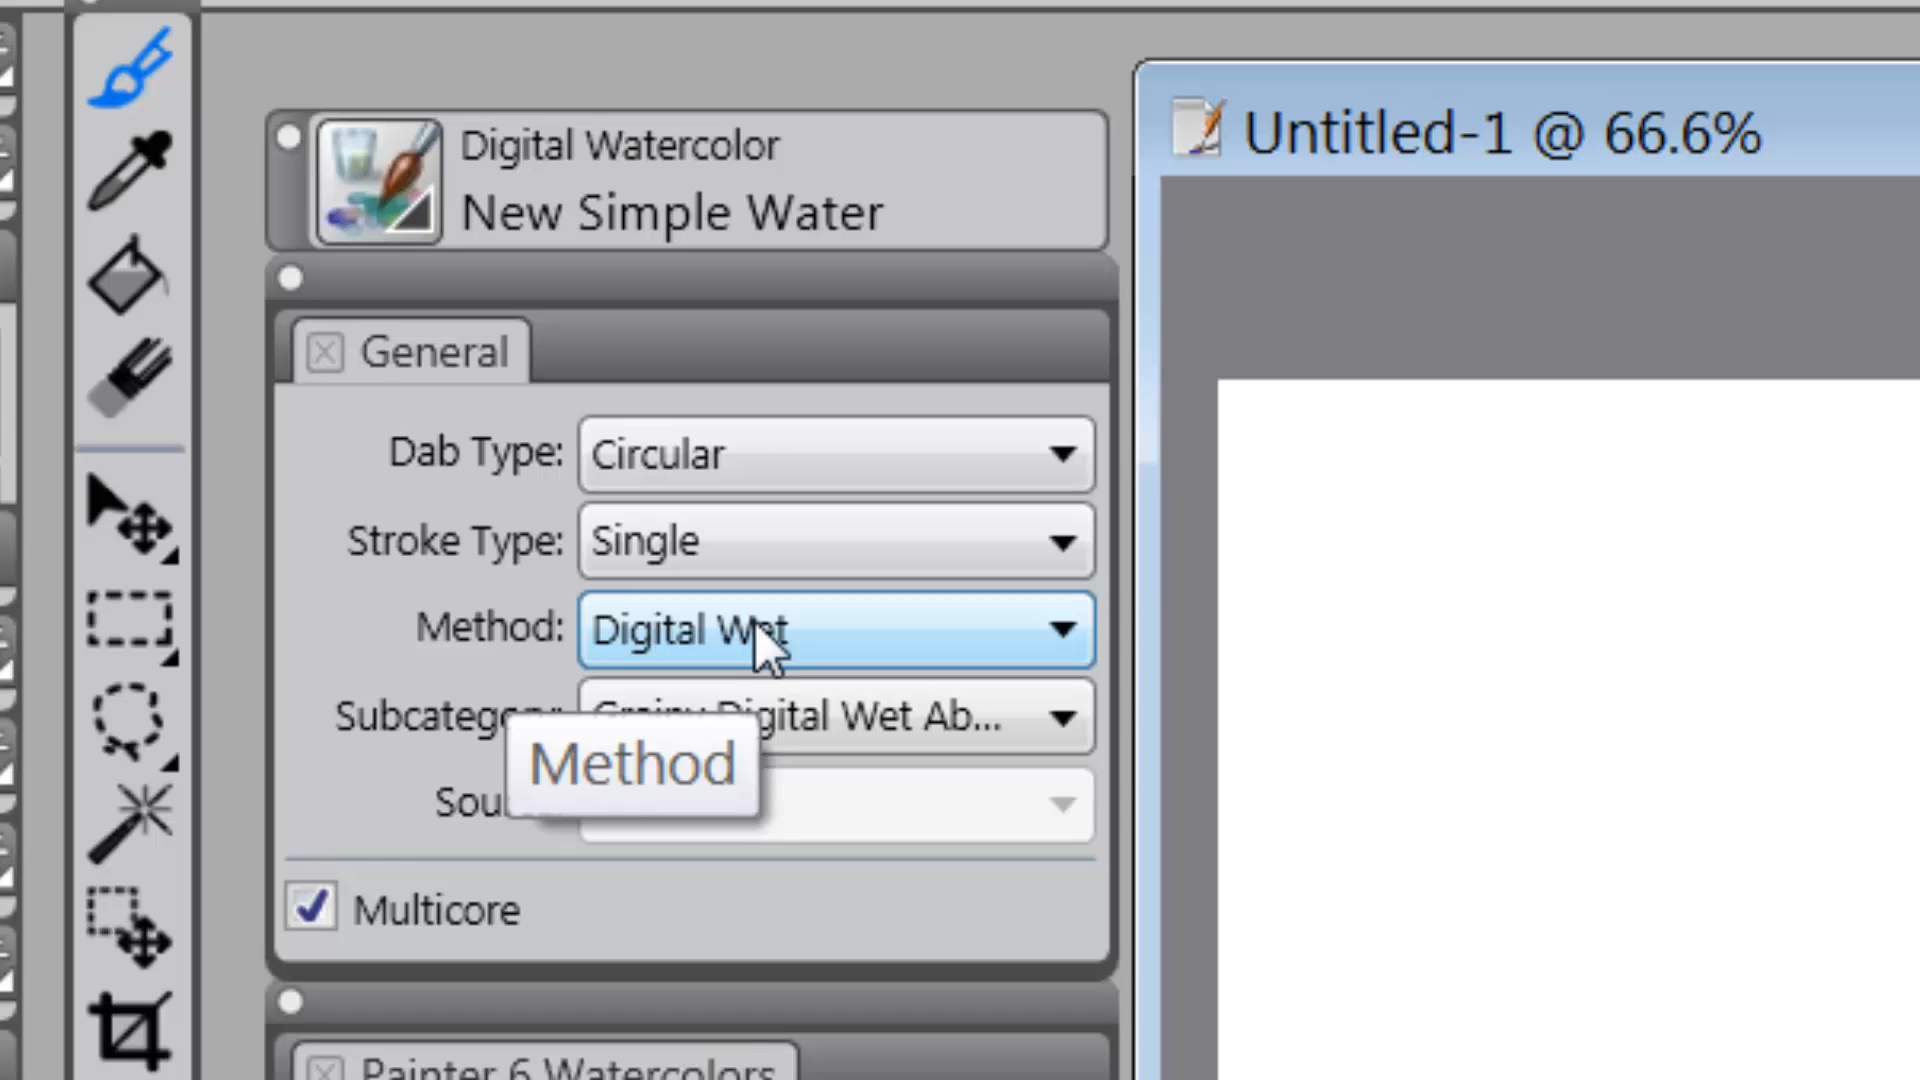 Digital Watercolor
New Simple Water
Untitled-1 @ 66.6%
General
Dab Type: Circular
Stroke Type: Single
Method: Digital Wet
Digital Wet Ab...
Method
Multicore
Painter 6 Watercolors